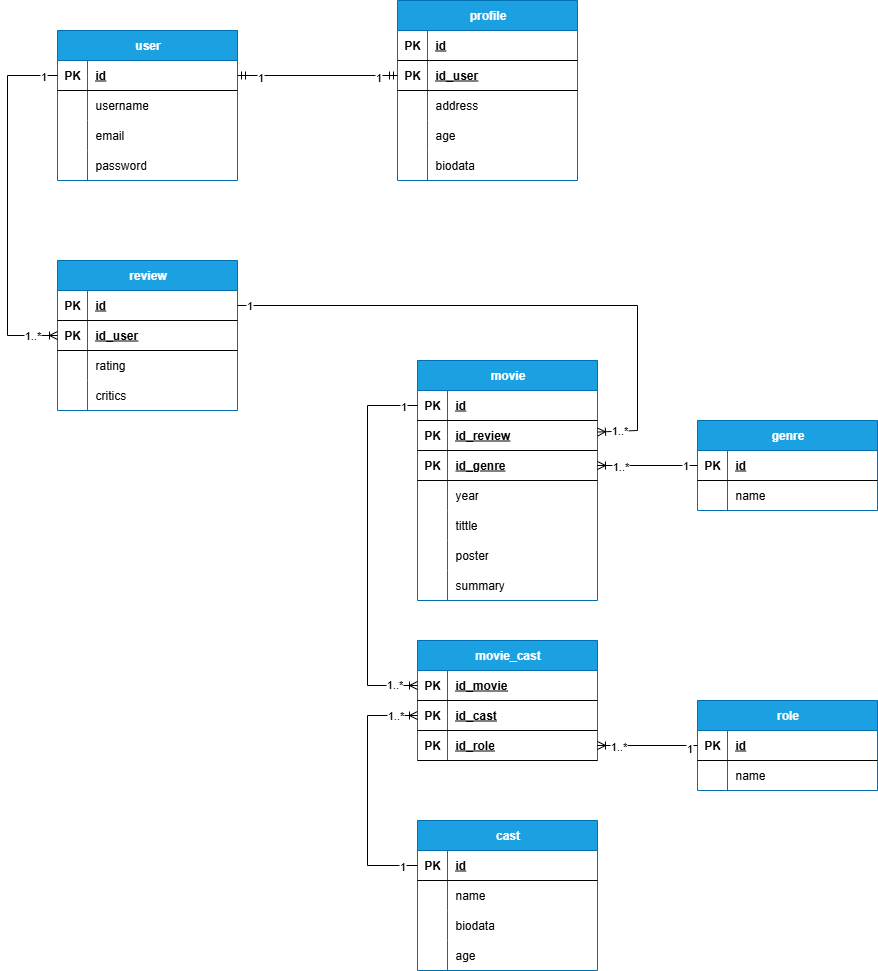 profile
PK id
PK id_user
address
age
biodata
user
PK id
username
email
password
1
1
1
1..*
review
PK id
PK id_user
rating
critics
1
1..*
movie
PK id
PK id_review
PK id_genre
year
tittle
poster
summary
1
1..*
1..*
1
genre
PK id
name
movie_cast
PK id_movie
PK id_cast
PK id_role
1..*
1..*
1
role
PK id
name
cast
PK id
name
biodata
age
1